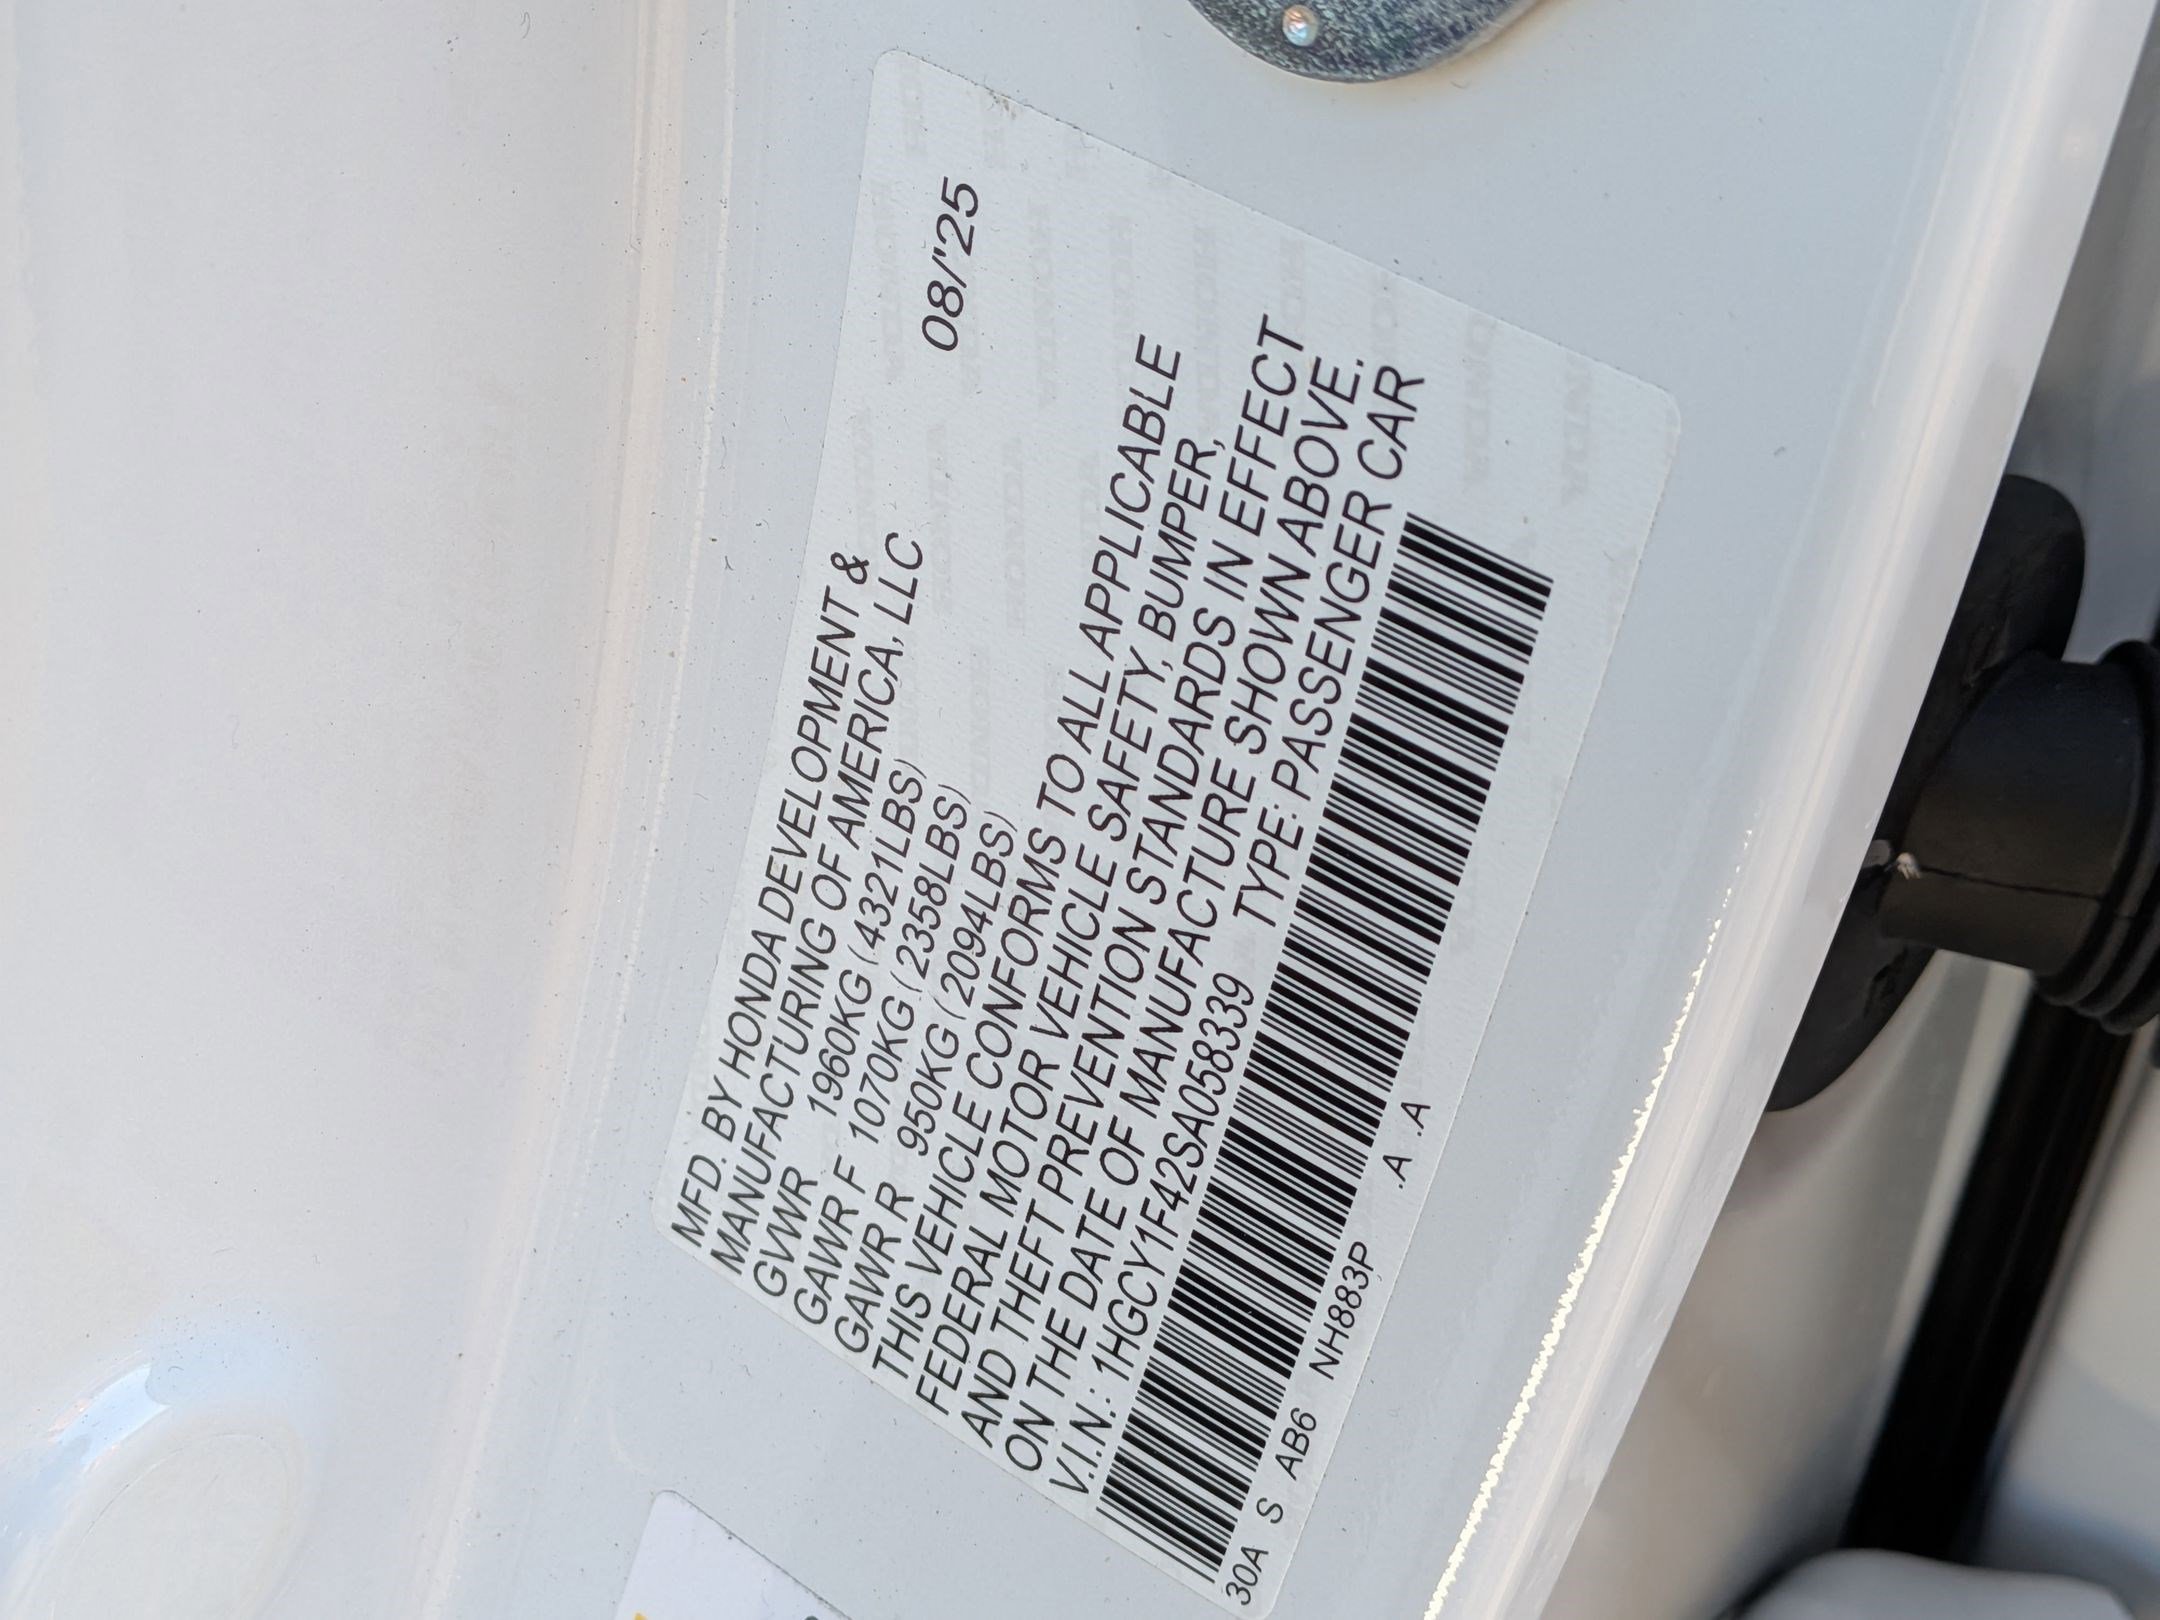 MFD. BY HONDA DEVELOPMENT &
MANUFACTURING OF AMERICA, LLC 08/'25
GVWR 1960KG (4321LBS)
GAWR F 1070KG (2358LBS)
GAWR R 950KG (2094LBS)
THIS VEHICLE CONFORMS TO ALL APPLICABLE
FEDERAL MOTOR VEHICLE SAFETY, BUMPER,
AND THEFT PREVENTION STANDARDS IN EFFECT
ON THE DATE OF MANUFACTURE SHOWN ABOVE.
V.I.N.: 1HGCY1F42SA058339 TYPE: PASSENGER CAR
30A S AB6 NH883P .A .A